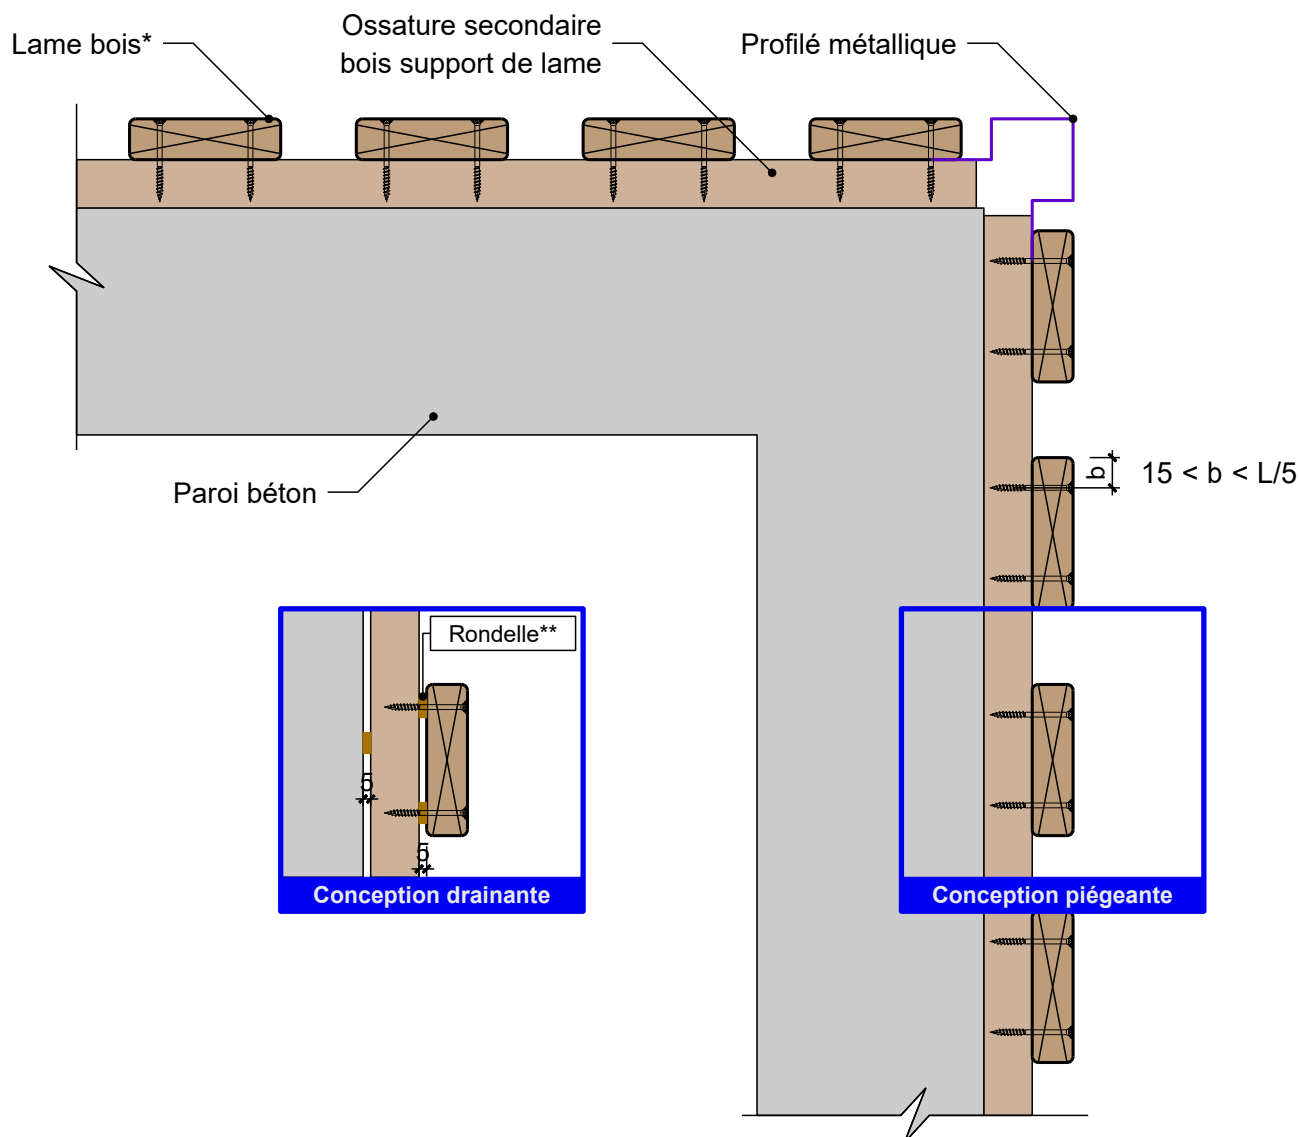 Lame bois*
Ossature secondaire
bois support de lame
Profilé métallique
Paroi béton
b
15 < b < L/5
Rondelle**
5
5
Conception drainante
Conception piégeante